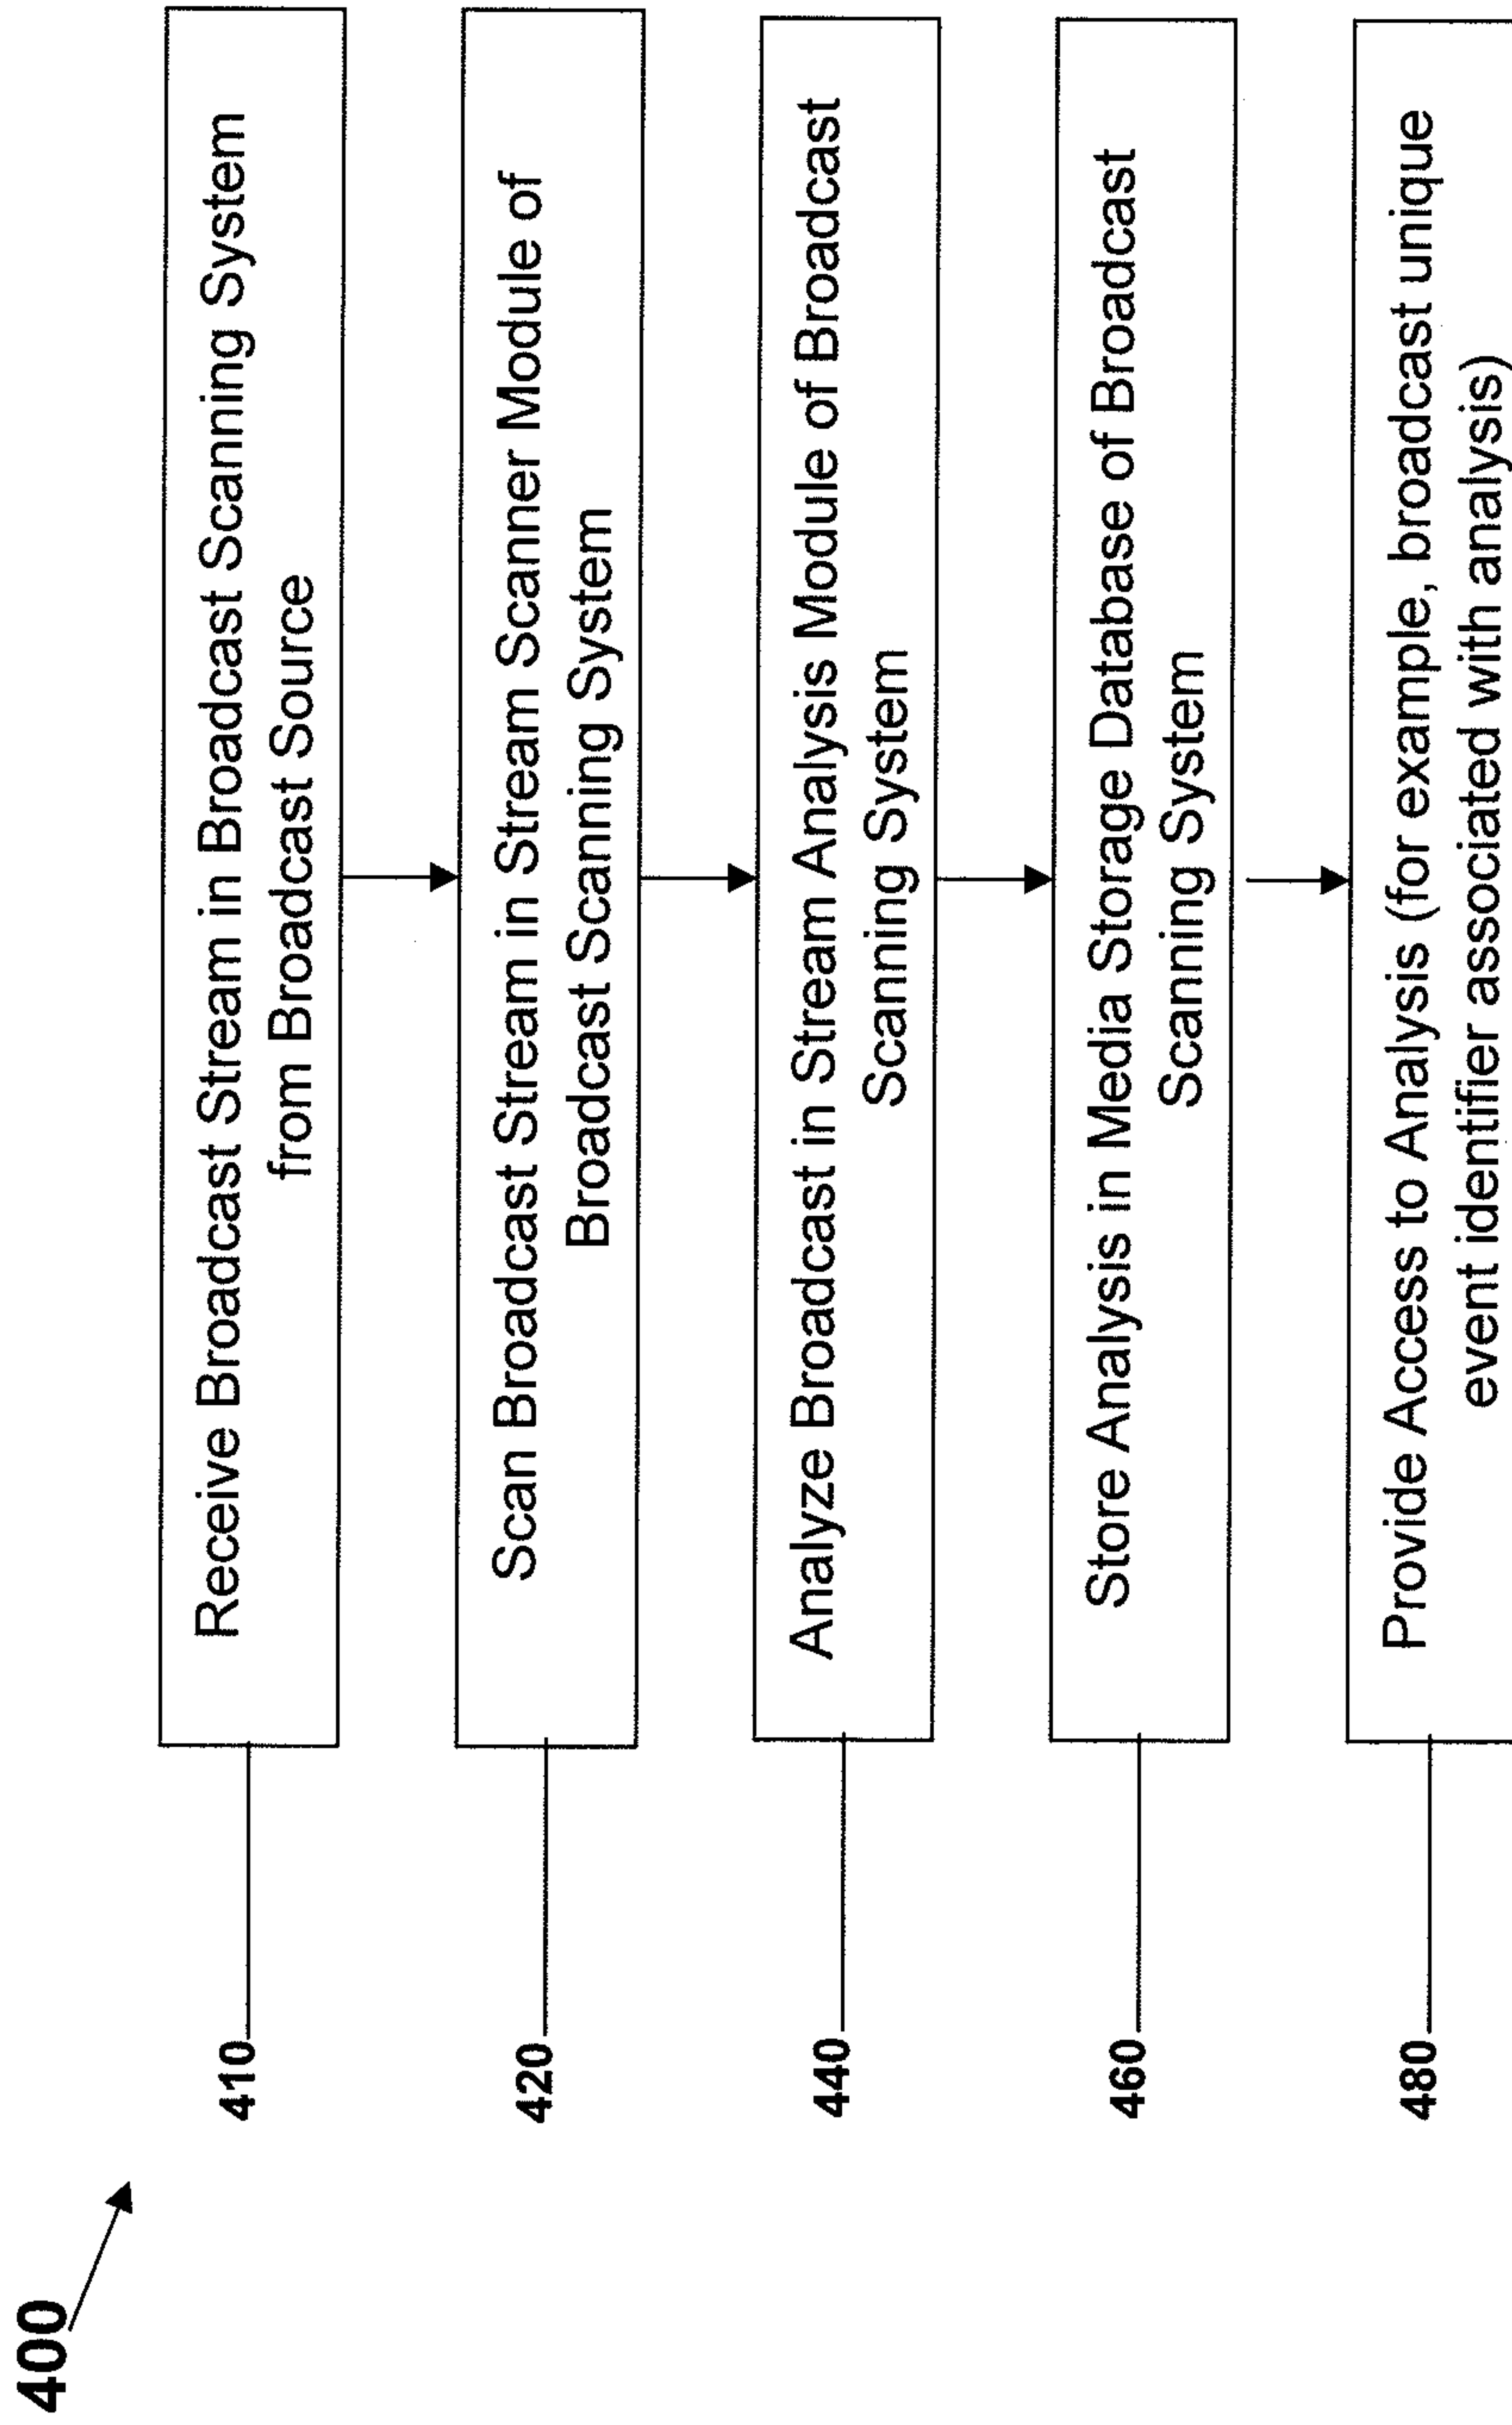 400
410
Receive Broadcast Stream in Broadcast Scanning System
from Broadcast Source
420
Scan Broadcast Stream in Stream Scanner Module of
Broadcast Scanning System
440
Analyze Broadcast in Stream Analysis Module of Broadcast
Scanning System
460
Store Analysis in Media Storage Database of Broadcast
Scanning System
480
Provide Access to Analysis (for example, broadcast unique
event identifier associated with analysis)